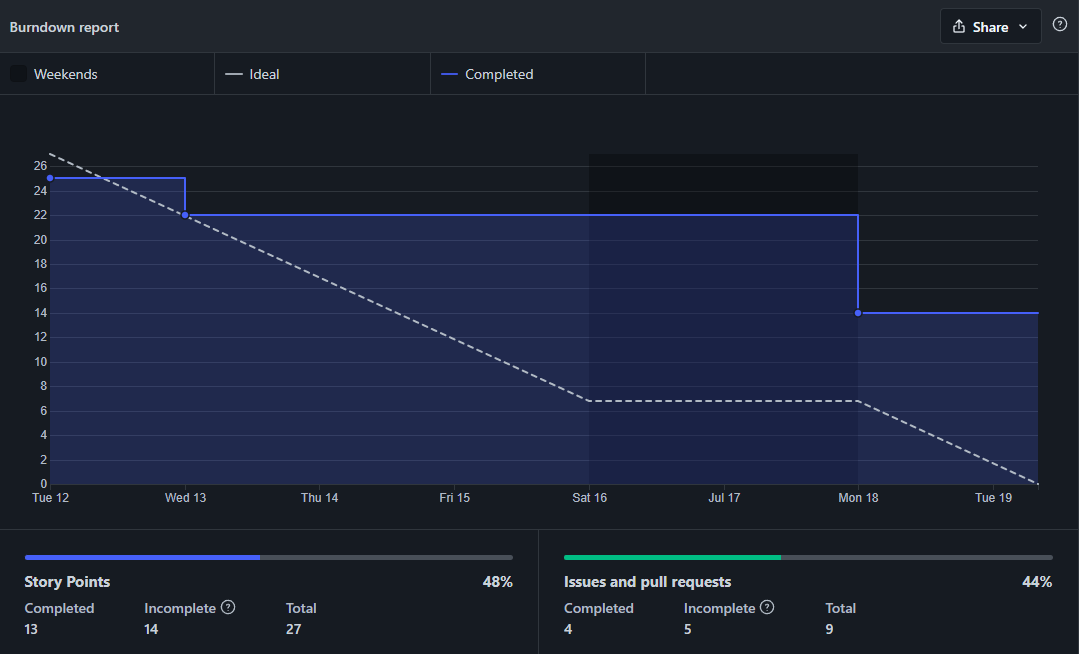 Burndown report
Share
Weekends
Ideal
Completed
26
24
22
20
18
16
14
12
10
8
6
4
2
0
Tue 12 Wed 13 Thu 14 Fri 15 Sat 16 Jul 17 Mon 18 Tue 19
Story Points 48%
Completed Incomplete ? Total
13 14 27
Issues and pull requests 44%
Completed Incomplete ? Total
4 5 9